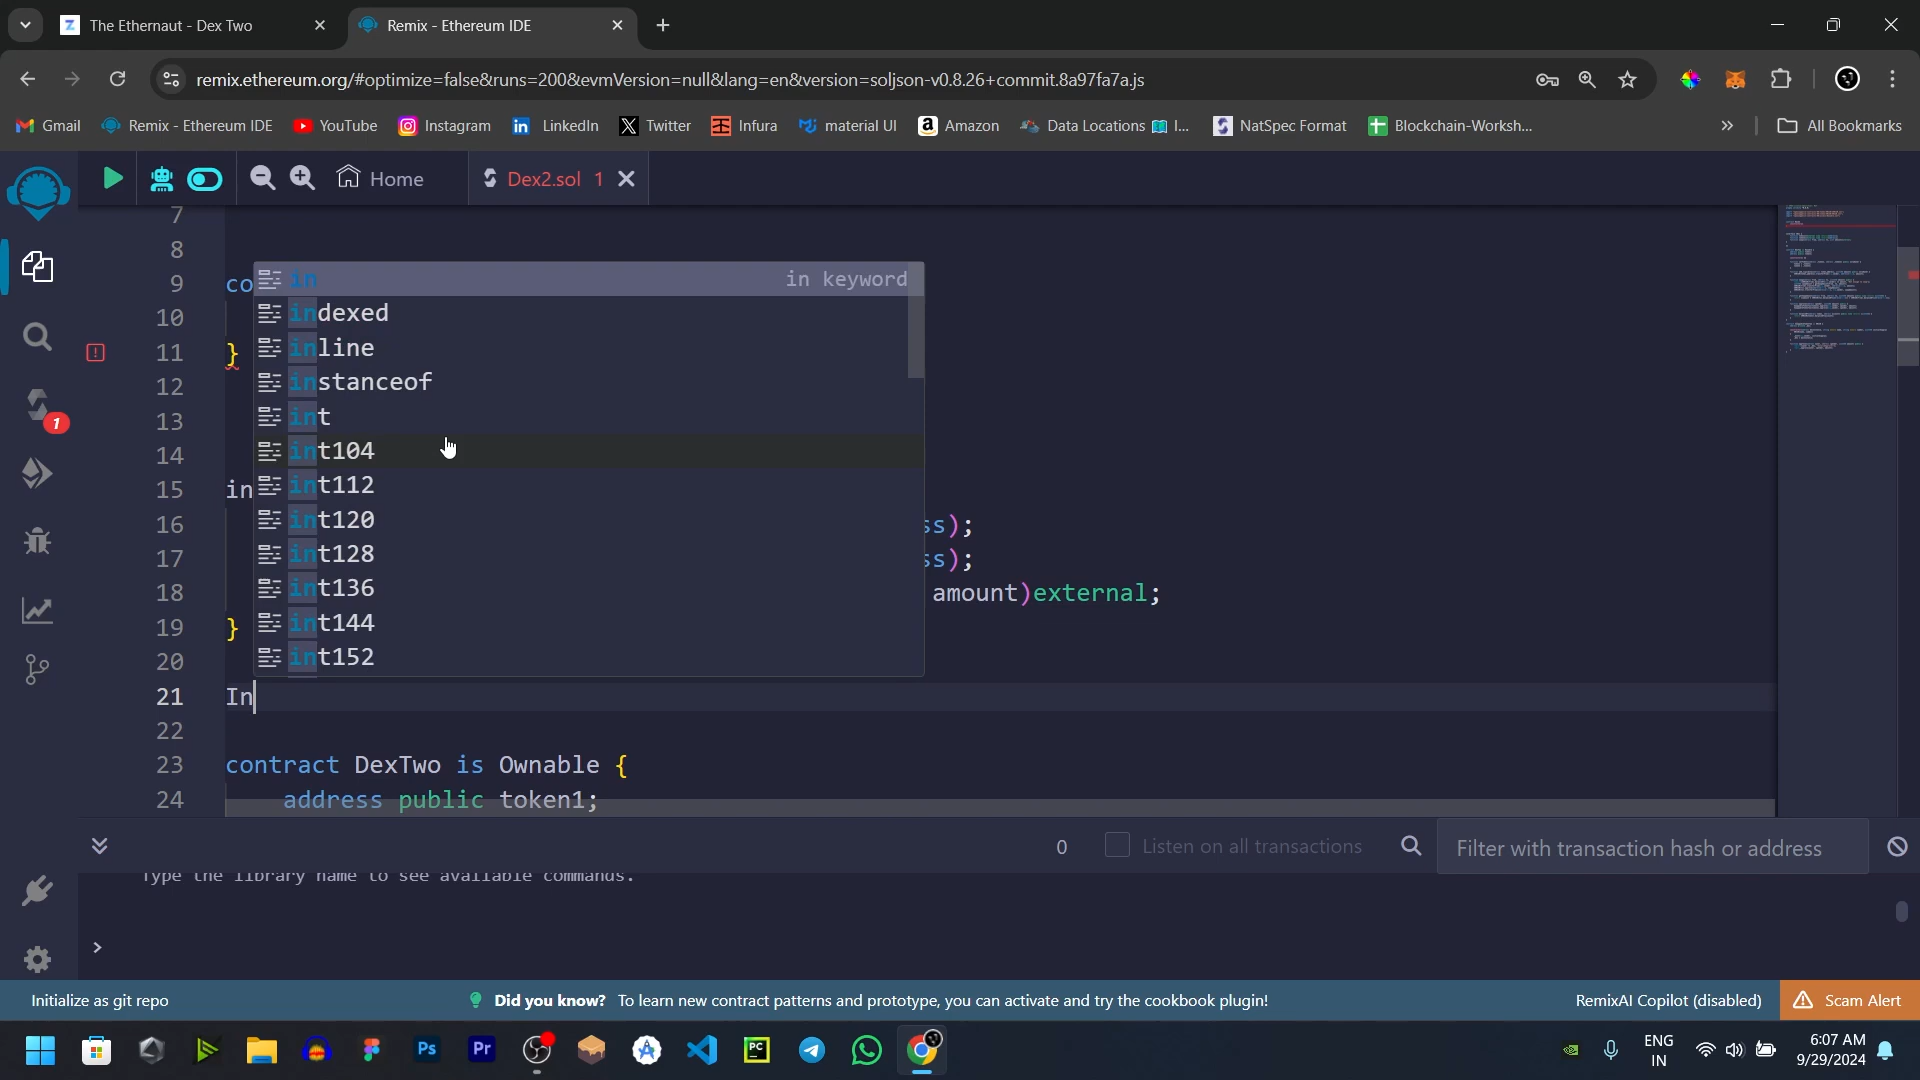 The Ethernaut - Dex Two
Remix - Ethereum IDE
remix.ethereum.org/#optimize=false&runs=200&evmVersion=null&lang=en&version=soljson-v0.8.26+commit.8a97fa7a.js
Gmail Remix - Ethereum IDE YouTube Instagram LinkedIn Twitter Infura material UI Amazon Data Locations I... NatSpec Format Blockchain-Worksh... All Bookmarks
Home Dex2.sol 1
7
8
9 co
10
11 }
12
13
14
15 in
16 ss);
17 ss);
18 amount)external;
19 }
20
21 In
22
23 contract DexTwo is Ownable {
24 address public token1;
in in keyword
indexed
inline
instanceof
int
int104
int112
int120
int128
int136
int144
int152
1
0 Listen on all transactions Filter with transaction hash or address
Type the library name to see available commands.
>
Initialize as git repo Did you know? To learn new contract patterns and prototype, you can activate and try the cookbook plugin! RemixAI Copilot (disabled) Scam Alert
Ps Pr PC
ENG
IN
6:07 AM
9/29/2024